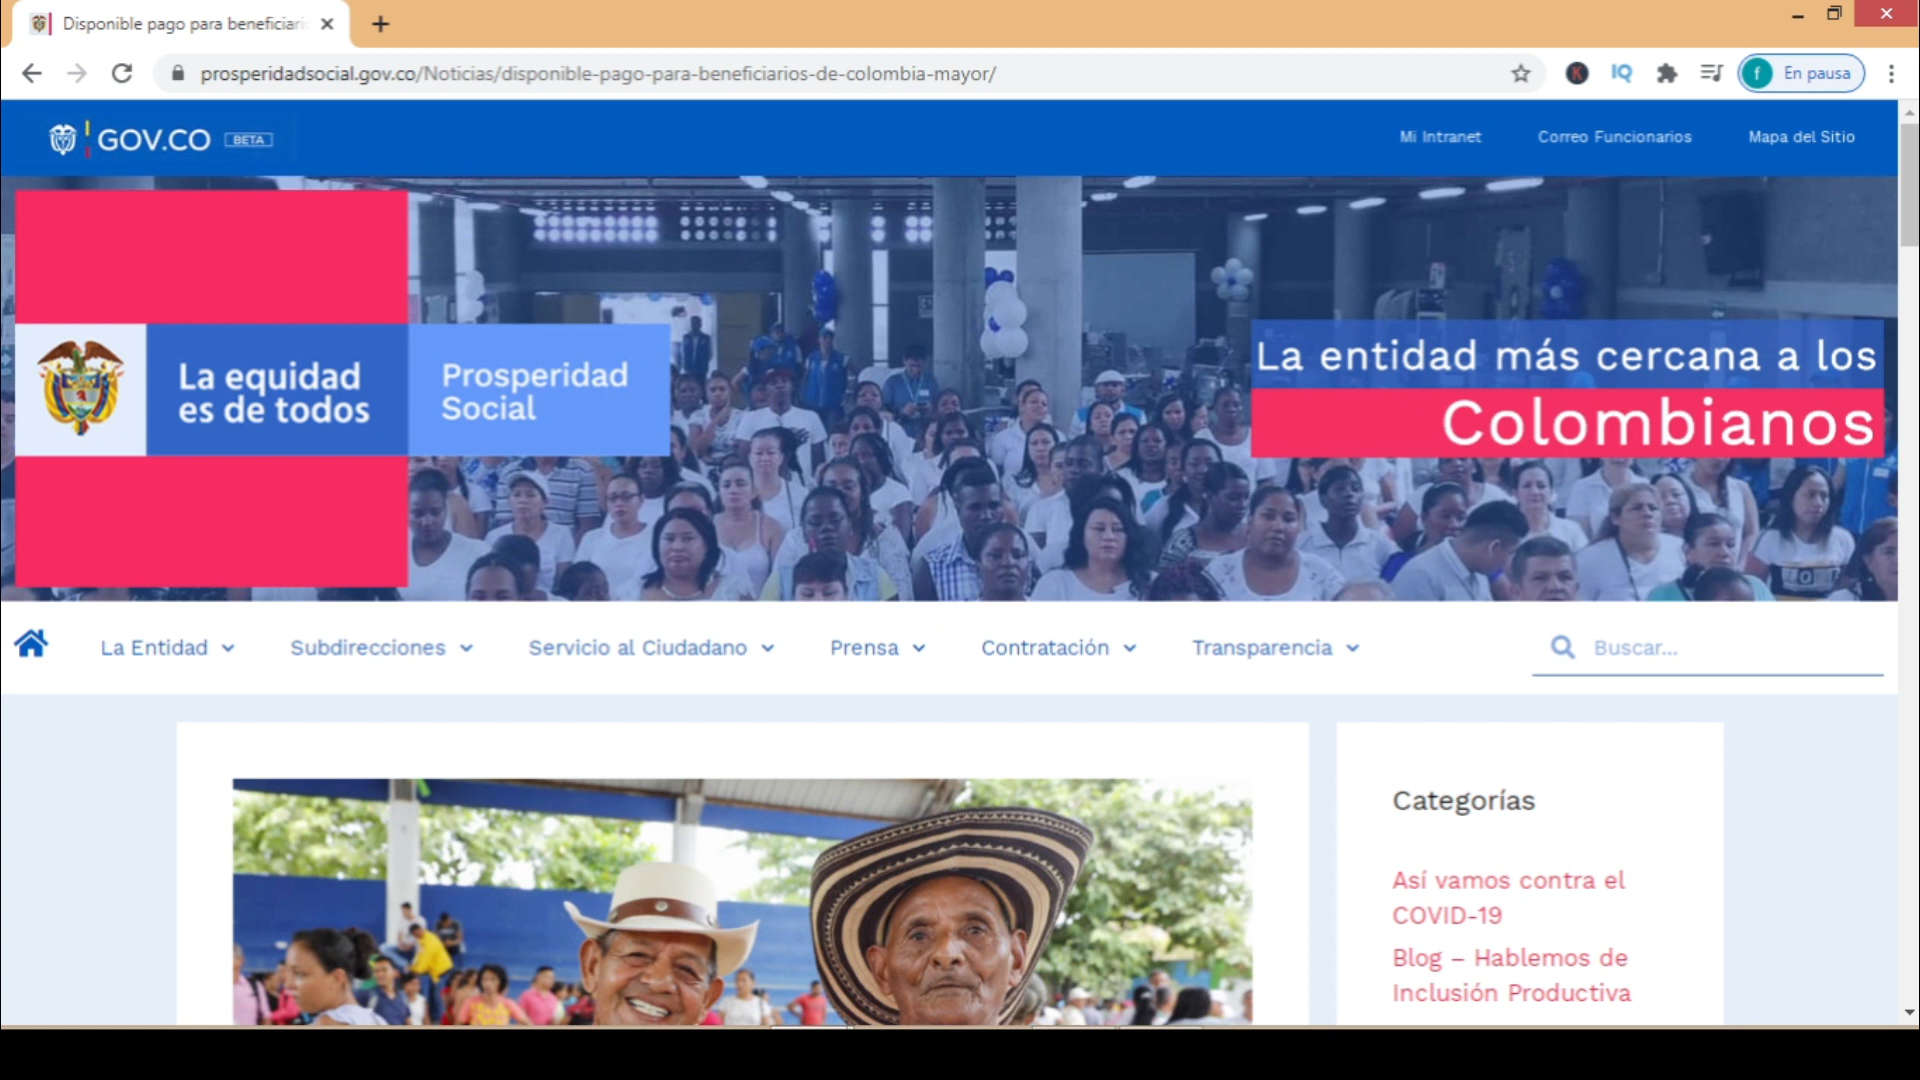 Disponible pago para beneficiari
prosperidadsocial.gov.co/Noticias/disponible-pago-para-beneficiarios-de-colombia-mayor/
IQ
f
En pausa
GOV.CO BETA
Mi Intranet
Correo Funcionarios
Mapa del Sitio
La equidad
es de todos
Prosperidad
Social
La entidad más cercana a los
Colombianos
La Entidad
Subdirecciones
Servicio al Ciudadano
Prensa
Contratación
Transparencia
Buscar...
Categorías
Así vamos contra el
COVID-19
Blog – Hablemos de
Inclusión Productiva